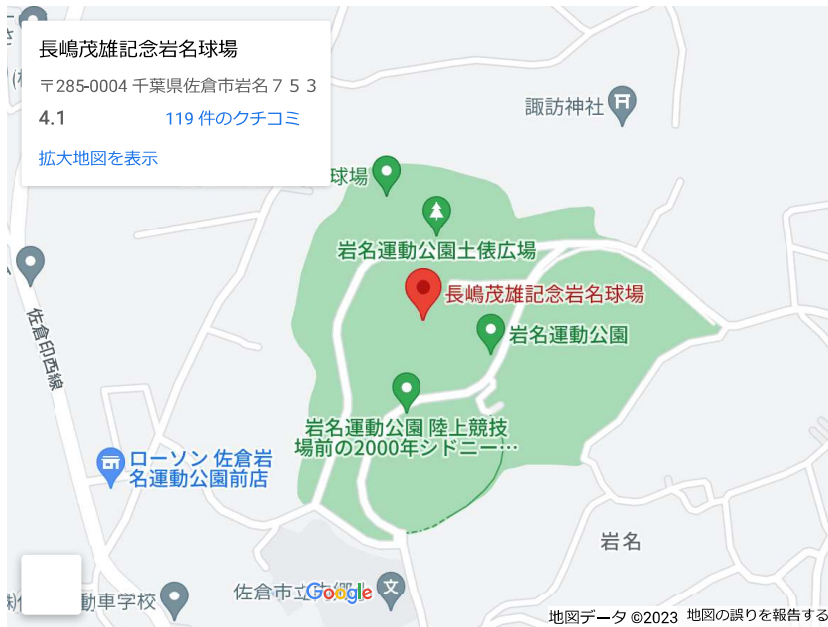 長嶋茂雄記念岩名球場
〒285-0004 千葉県佐倉市岩名７５３
4.1
119 件のクチコミ
拡大地図を表示
諏訪神社
球場
岩名運動公園土俵広場
長嶋茂雄記念岩名球場
岩名運動公園
佐倉印西線
岩名運動公園 陸上競技
場前の2000年シドニー…
ローソン 佐倉岩
名運動公園前店
岩名
佐倉市立
Google
動車学校
地図データ ©2023
地図の誤りを報告する